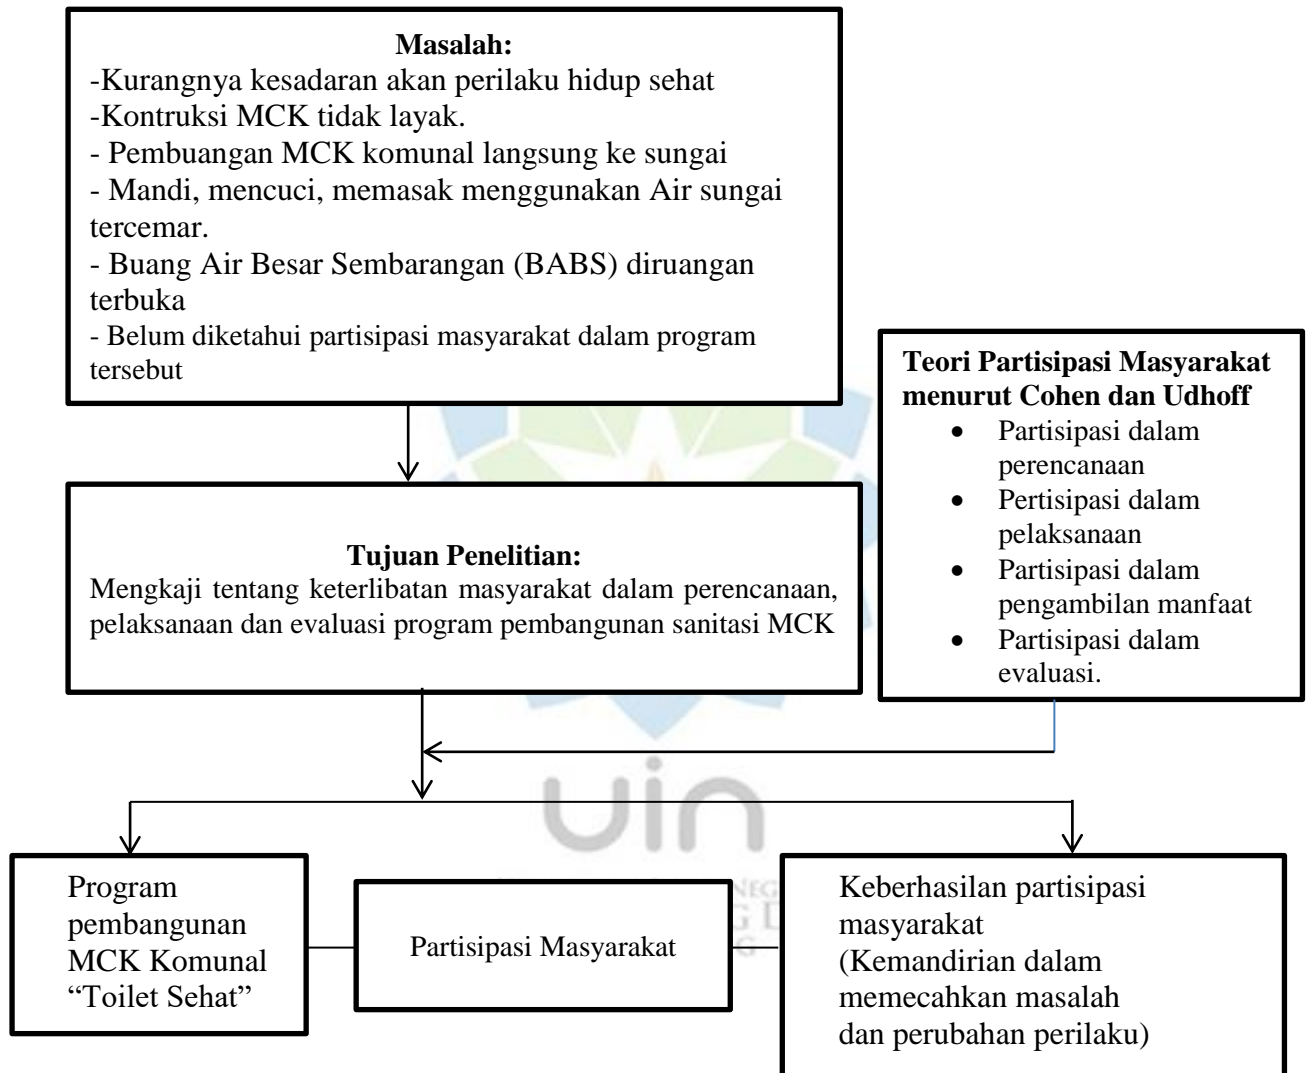 Masalah:
-Kurangnya kesadaran akan perilaku hidup sehat
-Kontruksi MCK tidak layak.
- Pembuangan MCK komunal langsung ke sungai
- Mandi, mencuci, memasak menggunakan Air sungai
tercemar.
- Buang Air Besar Sembarangan (BABS) diruangan
terbuka
- Belum diketahui partisipasi masyarakat dalam program
tersebut
Teori Partisipasi Masyarakat
menurut Cohen dan Udhoff
• Partisipasi dalam
perencanaan
• Pertisipasi dalam
pelaksanaan
• Partisipasi dalam
pengambilan manfaat
• Partisipasi dalam
evaluasi.
Tujuan Penelitian:
Mengkaji tentang keterlibatan masyarakat dalam perencanaan,
pelaksanaan dan evaluasi program pembangunan sanitasi MCK
uin
Program
pembangunan
MCK Komunal
“Toilet Sehat”
Partisipasi Masyarakat
Keberhasilan partisipasi
masyarakat
(Kemandirian dalam
memecahkan masalah
dan perubahan perilaku)